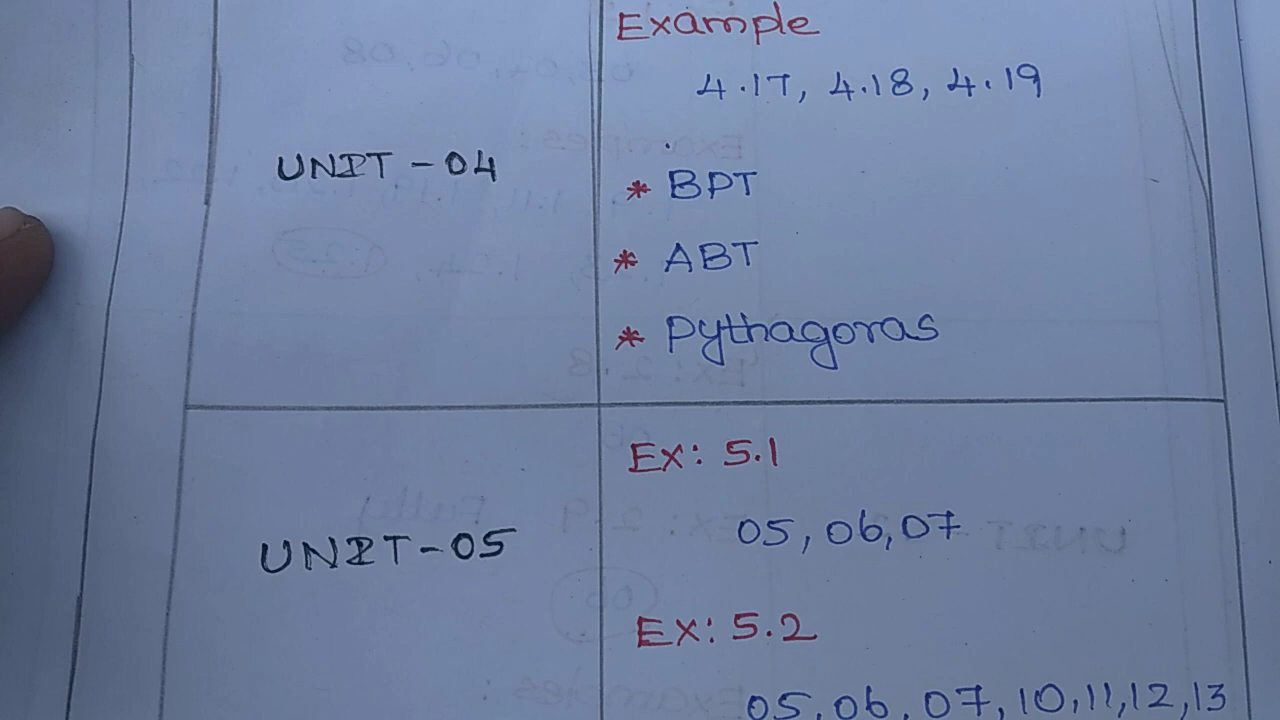 Example
4.17, 4.18, 4.19
UNIT - 04
* BPT
* ABT
* Pythagoras
Ex: 5.1
05, 06, 07
UNIT - 05
Ex: 5.2
05, 06, 07, 10, 11, 12, 13